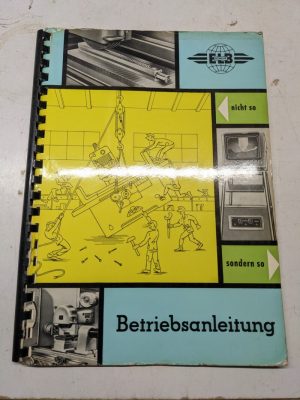 ELB
nicht so
sondern so
Betriebsanleitung